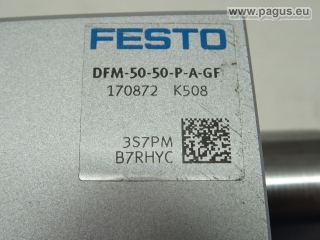 www.pagus.eu
FESTO
DFM-50-50-P-A-GF
170872 K508
3S7PM
B7RHYC